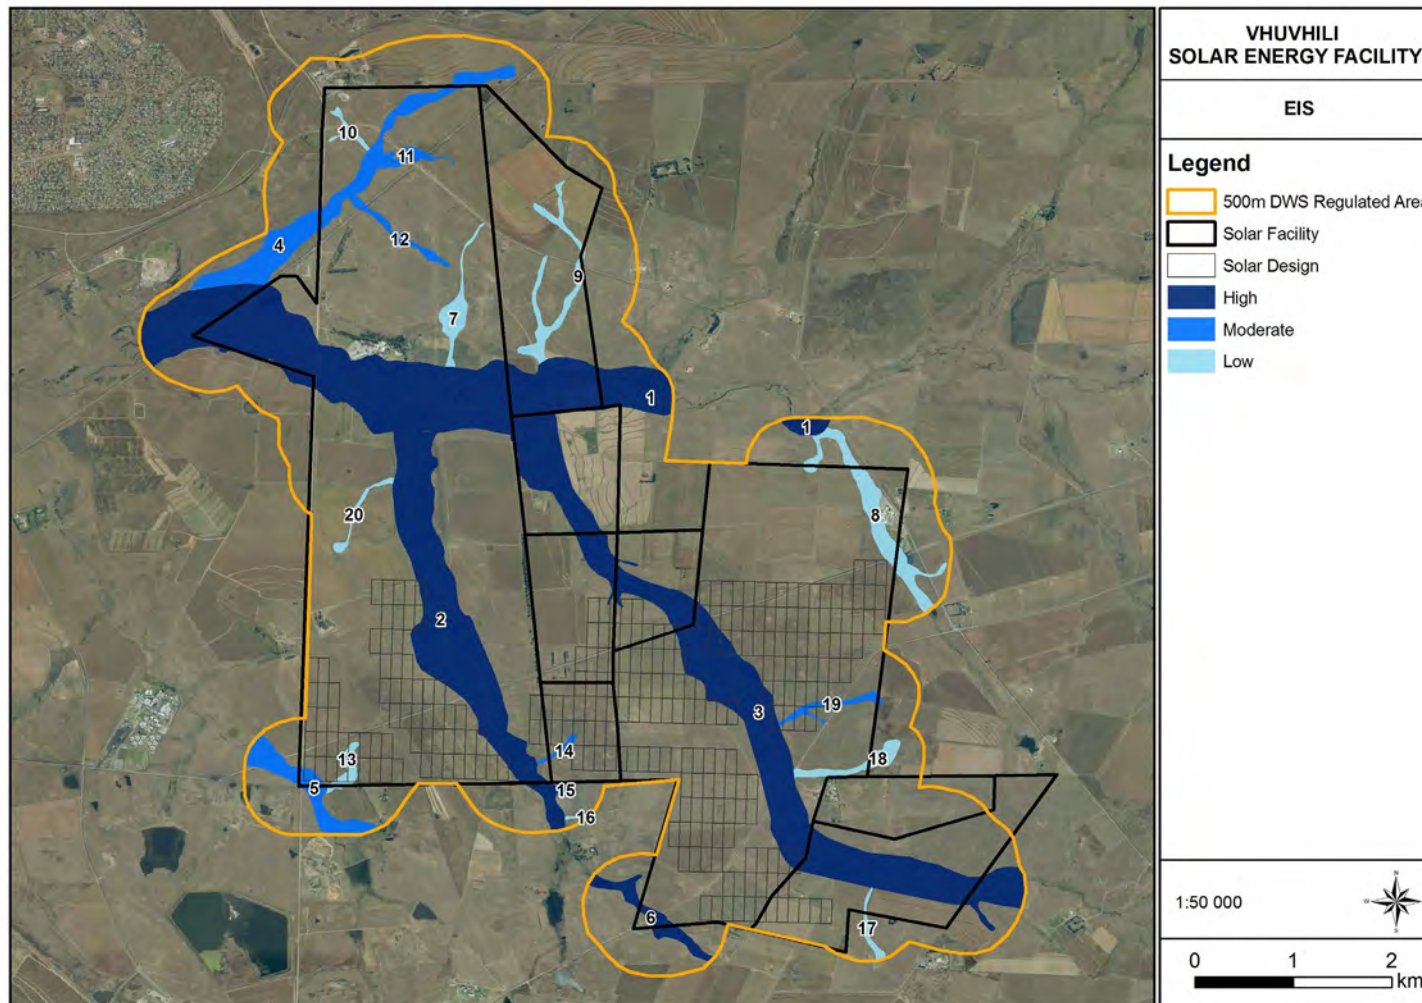 VHUVHILI
SOLAR ENERGY FACILITY
EIS
Legend
500m DWS Regulated Area
Solar Facility
Solar Design
High
Moderate
Low
1:50 000
N
W
E
S
0 1 2
km
10
11
4
12
9
7
1
1
20
8
2
3
19
14
13
18
5
15
16
6
17